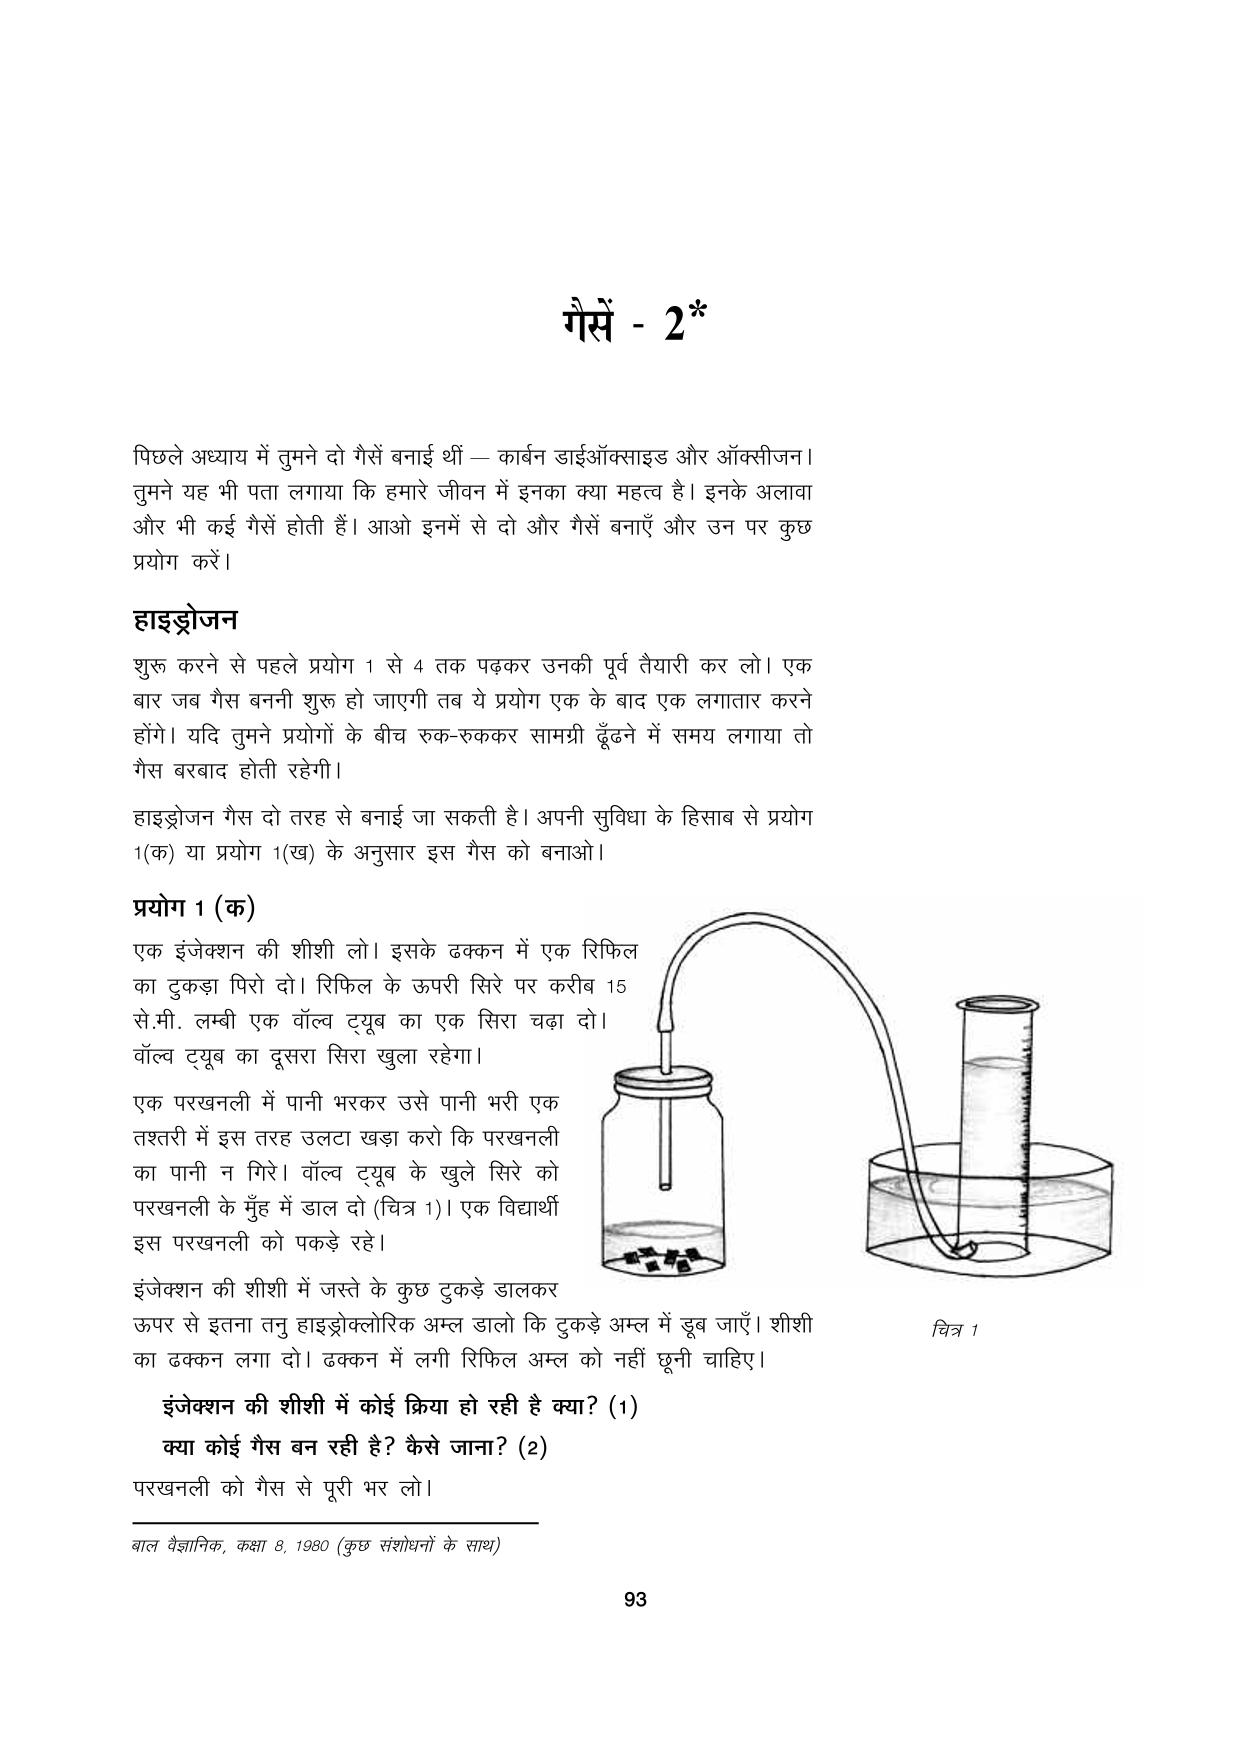 गैसें - 2*
पिछले अध्याय में तुमने दो गैसें बनाई थीं — कार्बन डाईऑक्साइड और ऑक्सीजन।
तुमने यह भी पता लगाया कि हमारे जीवन में इनका क्या महत्व है। इनके अलावा
और भी कई गैसें होती हैं। आओ इनमें से दो और गैसें बनाएँ और उन पर कुछ
प्रयोग करें।
हाइड्रोजन
शुरू करने से पहले प्रयोग 1 से 4 तक पढ़कर उनकी पूर्व तैयारी कर लो। एक
बार जब गैस बननी शुरू हो जाएगी तब ये प्रयोग एक के बाद एक लगातार करने
होंगे। यदि तुमने प्रयोगों के बीच रुक-रुककर सामग्री ढूँढने में समय लगाया तो
गैस बरबाद होती रहेगी।
हाइड्रोजन गैस दो तरह से बनाई जा सकती है। अपनी सुविधा के हिसाब से प्रयोग
1(क) या प्रयोग 1(ख) के अनुसार इस गैस को बनाओ।
प्रयोग 1 (क)
एक इंजेक्शन की शीशी लो। इसके ढक्कन में एक रिफिल
का टुकड़ा पिरो दो। रिफिल के ऊपरी सिरे पर करीब 15
से.मी. लम्बी एक वॉल्व ट्यूब का एक सिरा चढ़ा दो।
वॉल्व ट्यूब का दूसरा सिरा खुला रहेगा।
एक परखनली में पानी भरकर उसे पानी भरी एक
तश्तरी में इस तरह उलटा खड़ा करो कि परखनली
का पानी न गिरे। वॉल्व ट्यूब के खुले सिरे को
परखनली के मुँह में डाल दो (चित्र 1)। एक विद्यार्थी
इस परखनली को पकड़े रहे।
इंजेक्शन की शीशी में जस्ते के कुछ टुकड़े डालकर
ऊपर से इतना तनु हाइड्रोक्लोरिक अम्ल डालो कि टुकड़े अम्ल में डूब जाएँ। शीशी
का ढक्कन लगा दो। ढक्कन में लगी रिफिल अम्ल को नहीं छूनी चाहिए।
चित्र 1
इंजेक्शन की शीशी में कोई क्रिया हो रही है क्या? (1)
क्या कोई गैस बन रही है? कैसे जाना? (2)
परखनली को गैस से पूरी भर लो।
बाल वैज्ञानिक, कक्षा 8, 1980 (कुछ संशोधनों के साथ)
93